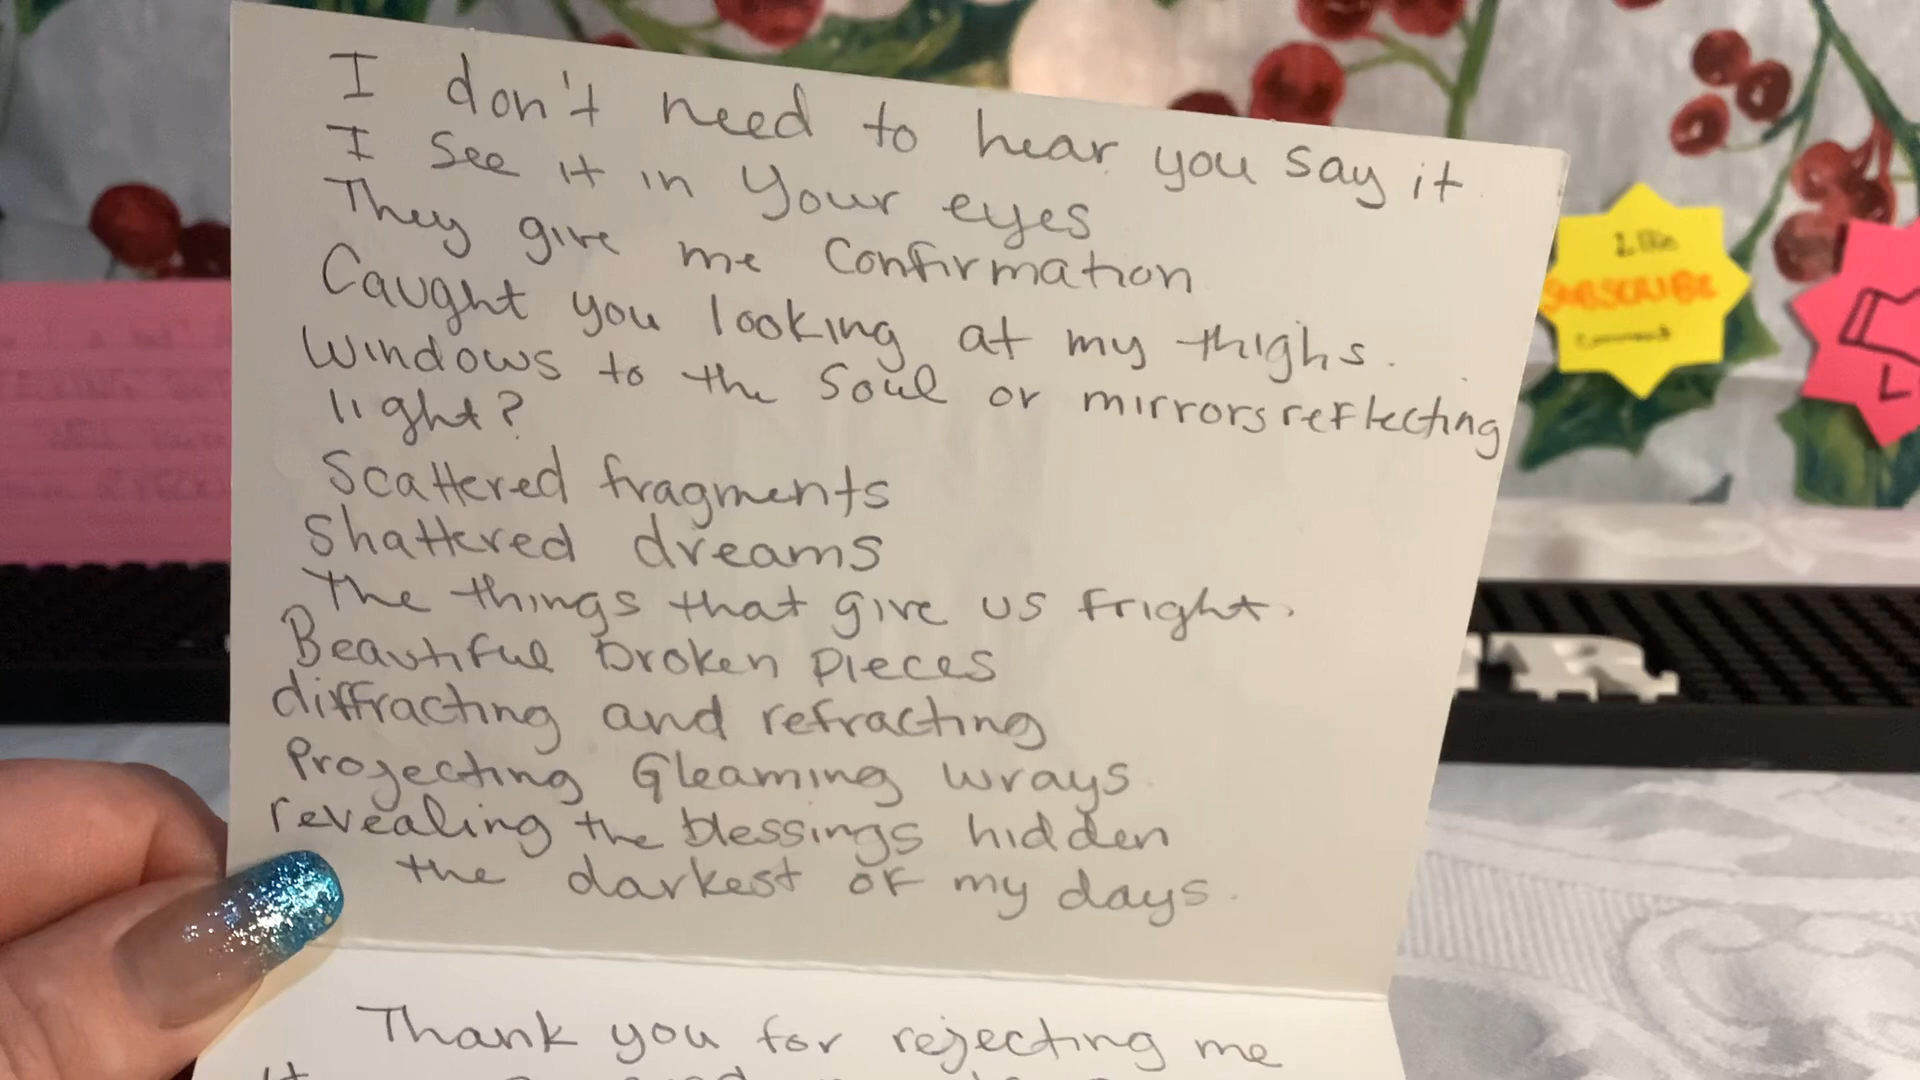 I don't need to hear you say it
I see it in your eyes
They give me confirmation
Caught you looking at my thighs.
Windows to the soul or mirrors reflecting
light?
Scattered fragments
Shattered dreams
The things that give us fright.
Beautiful broken pieces
diffracting and refracting
Projecting Gleaming wrays
revealing the blessings hidden
the darkest of my days.
Thank you for rejecting me
Like
SUBSCRIBE
Comment